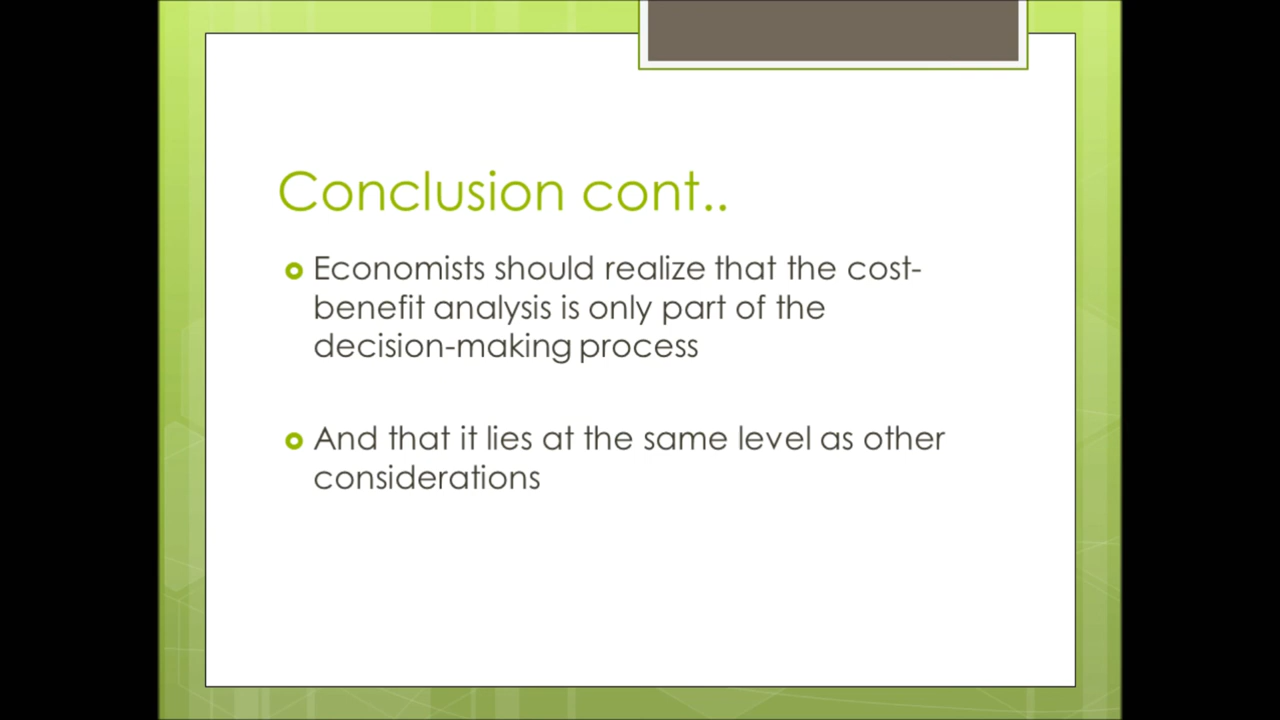 Conclusion cont..
Economists should realize that the cost-
benefit analysis is only part of the
decision-making process
And that it lies at the same level as other
considerations